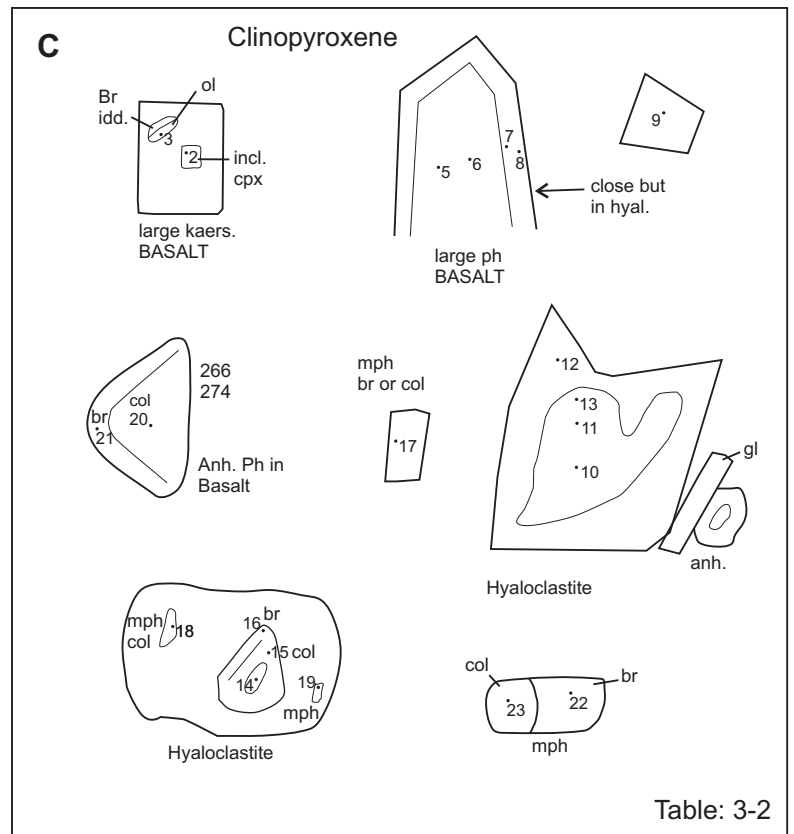 C
Clinopyroxene
Br
idd.
ol
3
2
incl.
cpx
large kaers.
BASALT
5
6
7
8
close but
in hyal.
large ph
BASALT
9
266
274
col
20
br
21
Anh. Ph in
Basalt
mph
br or col
17
12
13
11
10
gl
anh.
Hyaloclastite
mph
col
18
16
br
15 col
14
19
mph
Hyaloclastite
col
br
23
22
mph
Table: 3-2